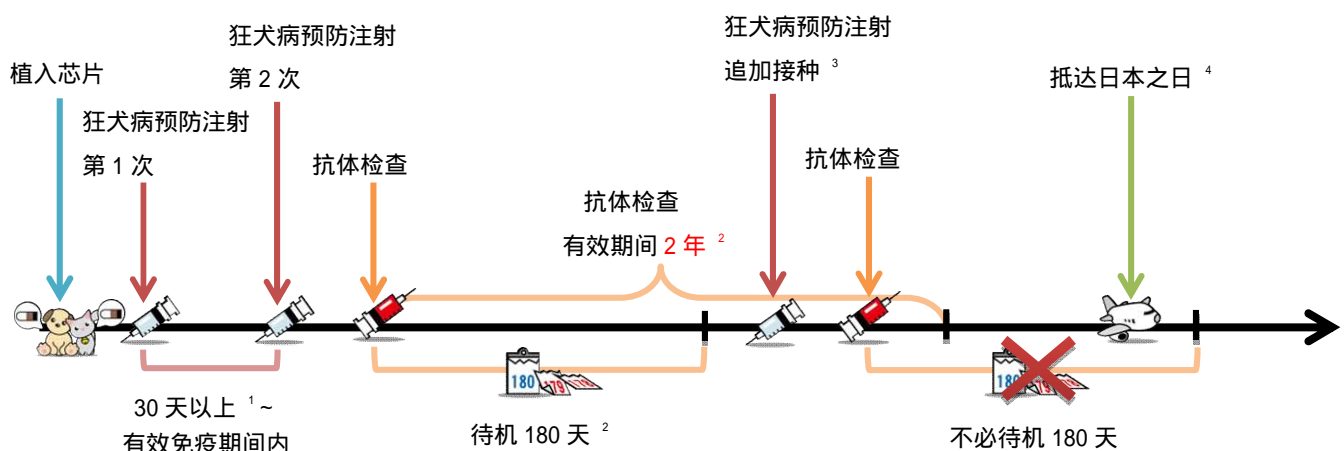 植入芯片
狂犬病预防注射
第 1 次
狂犬病预防注射
第 2 次
抗体检查
抗体检查
有效期间 2 年 2
狂犬病预防注射
追加接种 3
抗体检查
抵达日本之日 4
30 天以上 1 ~
有效免疫期间内
180
179
178
待机 180 天 2
180
不必待机 180 天